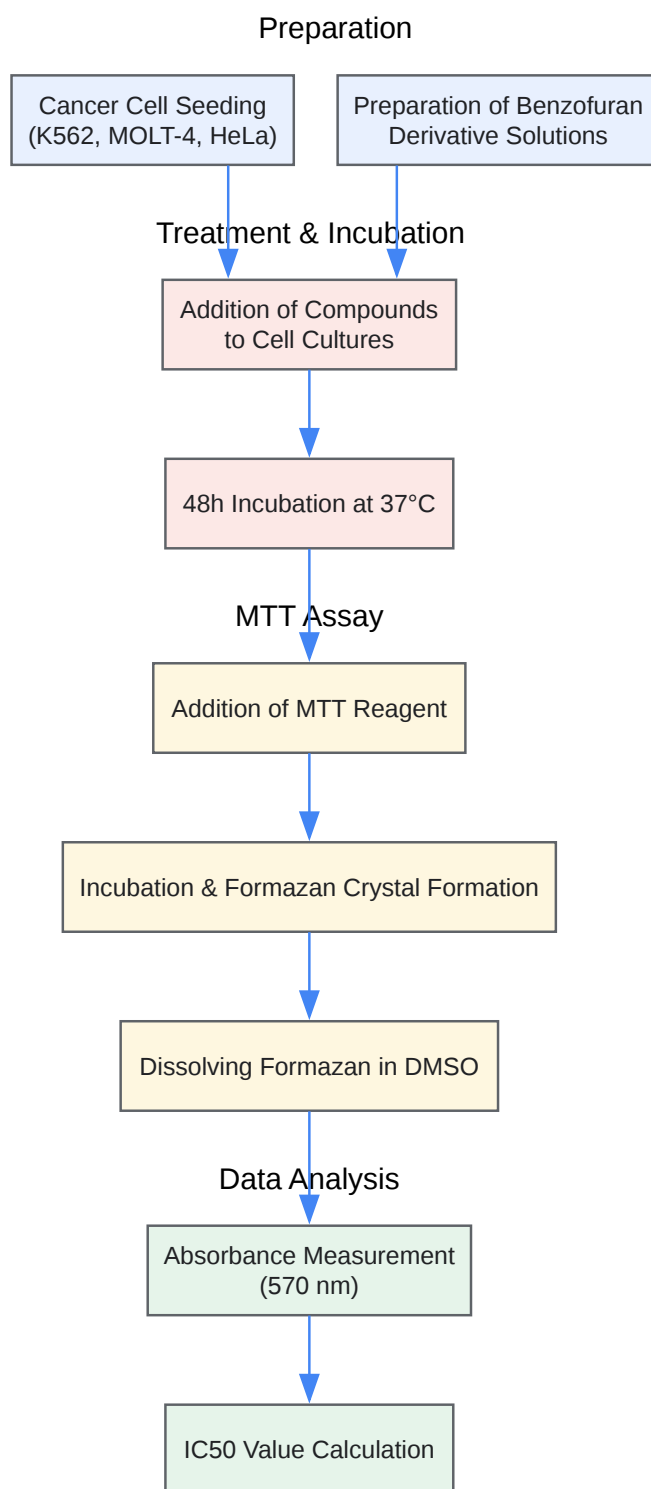 Preparation
Cancer Cell Seeding
(K562, MOLT-4, HeLa)
Preparation of Benzofuran
Derivative Solutions
Treatment & Incubation
Addition of Compounds
to Cell Cultures
48h Incubation at 37°C
MTT Assay
Addition of MTT Reagent
Incubation & Formazan Crystal Formation
Dissolving Formazan in DMSO
Data Analysis
Absorbance Measurement
(570 nm)
IC50 Value Calculation